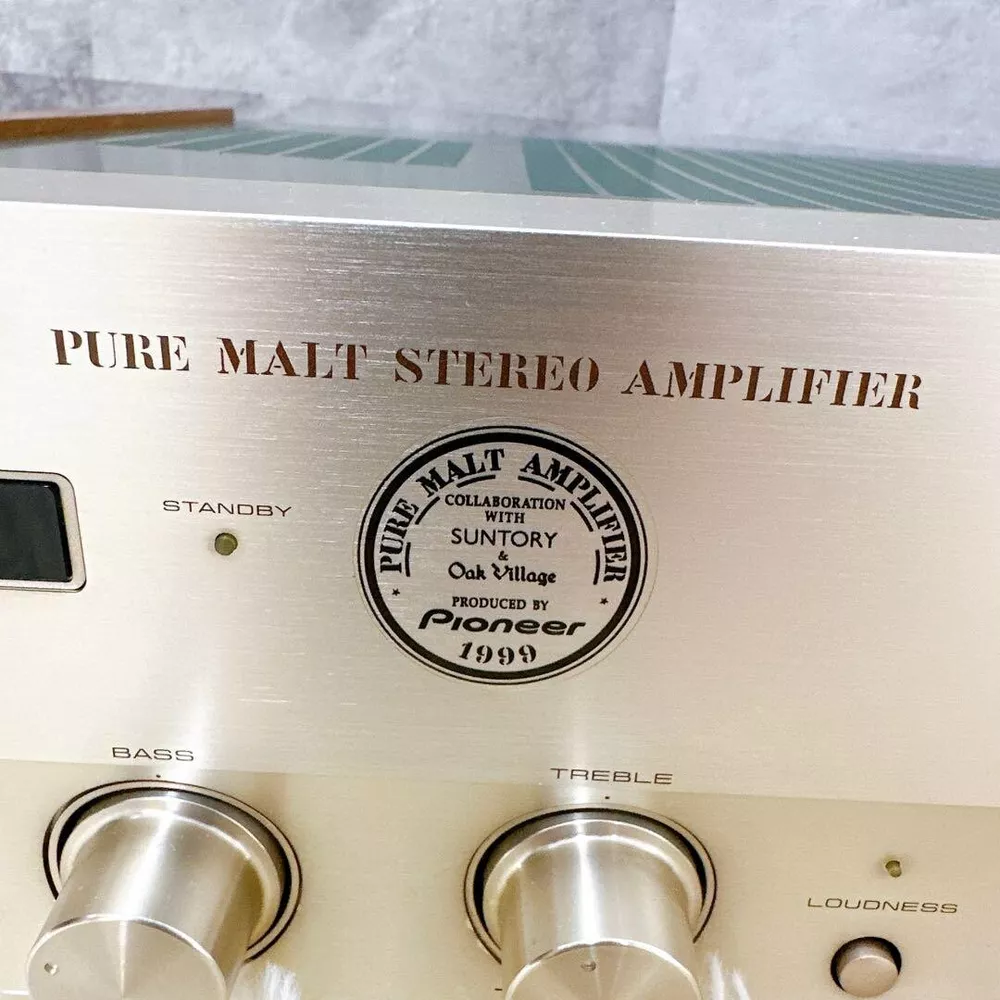 PURE MALT STEREO AMPLIFIER
STANDBY
PURE MALT AMPLIFIER
COLLABORATION
WITH
SUNTORY
&
Oak Village
PRODUCED BY
Pioneer
1999
BASS
TREBLE
LOUDNESS